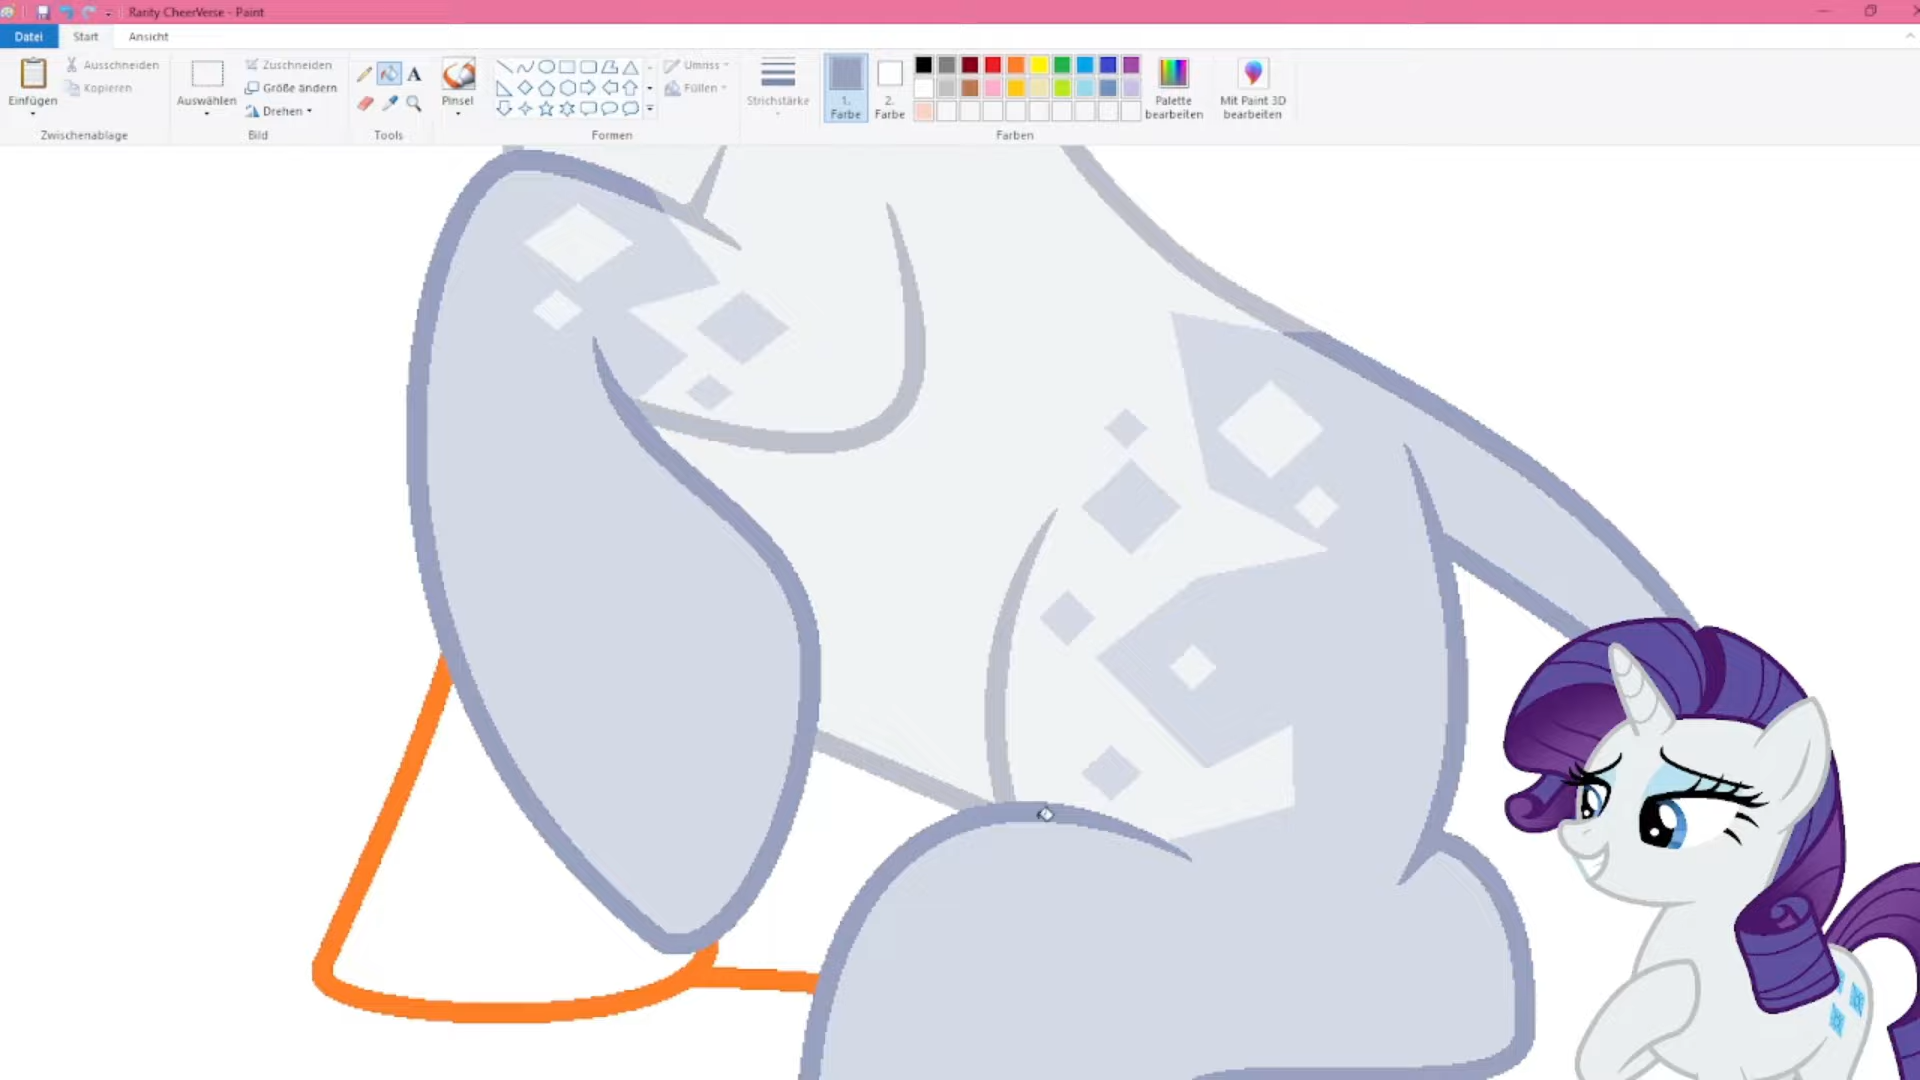 Rarity CheerVerse - Paint
Datei Start Ansicht
Einfügen
Ausschneiden
Kopieren
Zwischenablage
Auswählen
Zuschneiden
Größe ändern
Drehen
Bild
A
Tools
Pinsel
Formen
Umriss
Füllen
Strichstärke
1.
Farbe
2.
Farbe
Farben
Palette
bearbeiten
Mit Paint 3D
bearbeiten